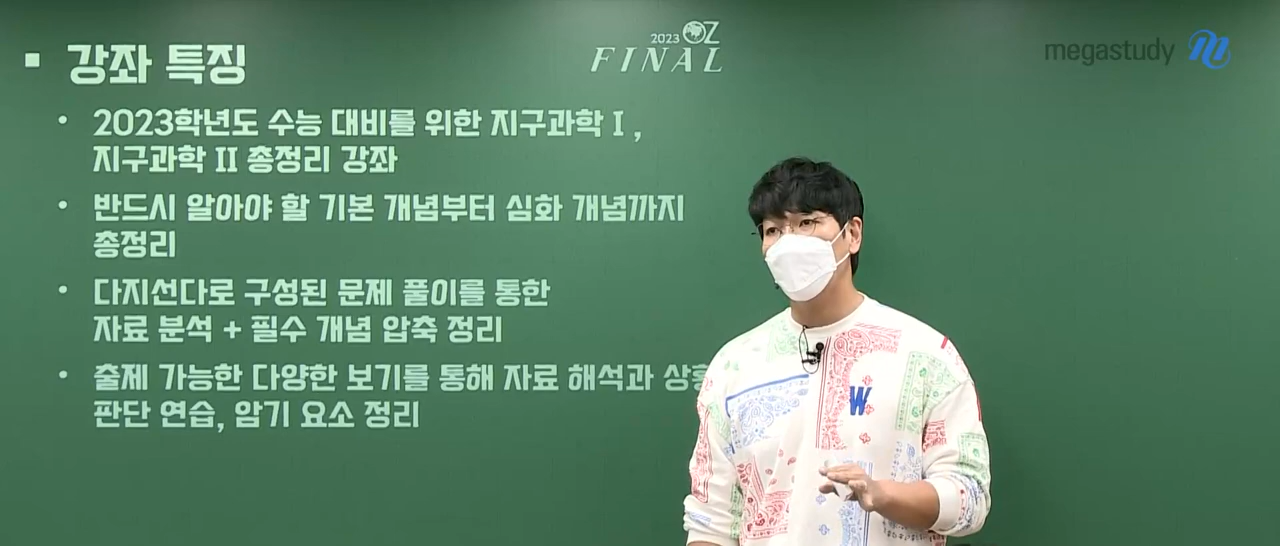 강좌 특징
2023 OZ
FINAL
megastudy
2023학년도 수능 대비를 위한 지구과학 I ,
지구과학 II 총정리 강좌
반드시 알아야 할 기본 개념부터 심화 개념까지
총정리
다지선다로 구성된 문제 풀이를 통한
자료 분석 + 필수 개념 압축 정리
출제 가능한 다양한 보기를 통해 자료 해석과
판단 연습, 암기 요소 정리
W